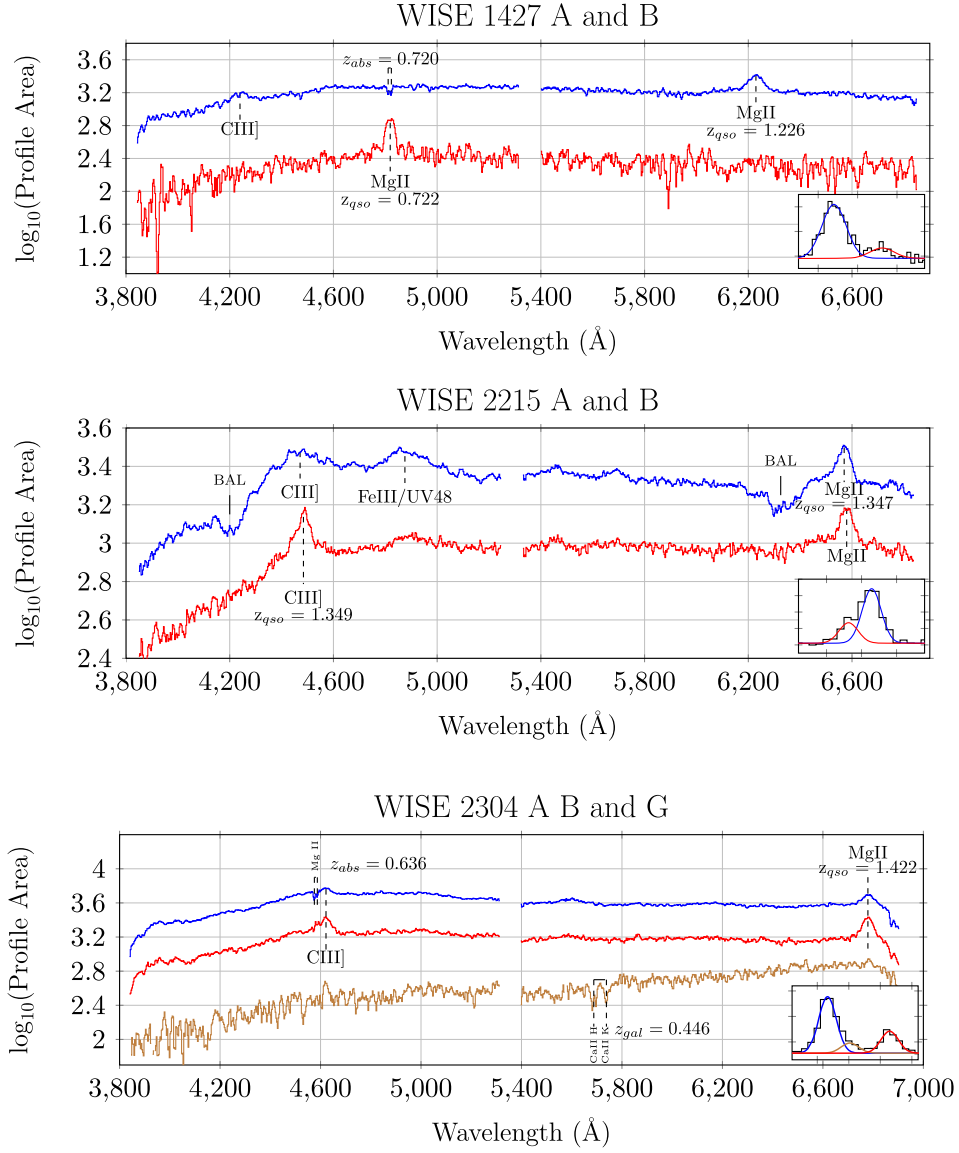 WISE 1427 A and B
log₁₀(Profile Area)
3.6
3.2
2.8
2.4
2
1.6
1.2
z_abs = 0.720
CIII]
MgII
z_qso = 1.226
MgII
z_qso = 0.722
3,800 4,200 4,600 5,000 5,400 5,800 6,200 6,600
Wavelength (Å)
WISE 2215 A and B
log₁₀(Profile Area)
3.6
3.4
3.2
3
2.8
2.6
2.4
BAL
CIII]
FeIII/UV48
BAL
MgII
z_qso = 1.347
MgII
CIII]
z_qso = 1.349
3,800 4,200 4,600 5,000 5,400 5,800 6,200 6,600
Wavelength (Å)
WISE 2304 A B and G
log₁₀(Profile Area)
4
3.6
3.2
2.8
2.4
2
Mg II
z_abs = 0.636
MgII
z_qso = 1.422
CIII]
CaII H
CaII K
z_gal = 0.446
3,800 4,200 4,600 5,000 5,400 5,800 6,200 6,600 7,000
Wavelength (Å)